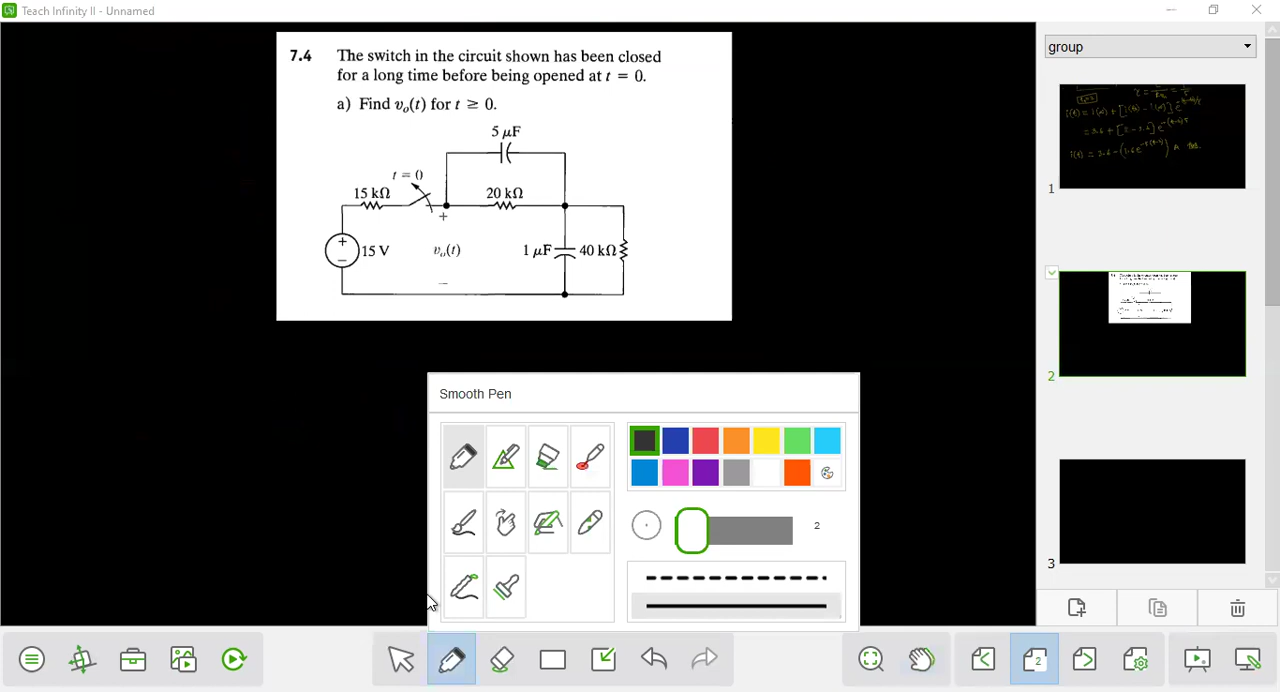 Teach Infinity II - Unnamed
7.4 The switch in the circuit shown has been closed
for a long time before being opened at t = 0.
a) Find vo(t) for t ≥ 0.
5 μF
t = 0
15 kΩ
20 kΩ
+
+
15 V
vo(t)
1 μF
40 kΩ
−
−
Smooth Pen
2
group
1
2
3
2